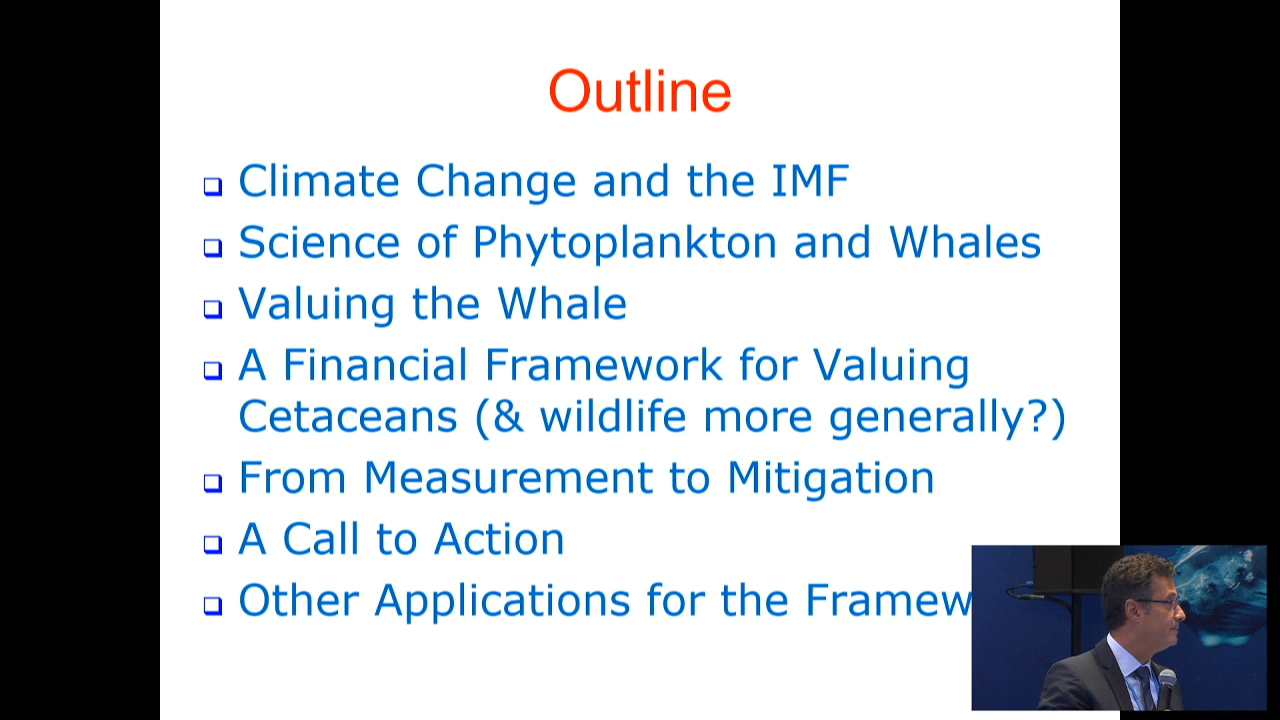 Outline
Climate Change and the IMF
Science of Phytoplankton and Whales
Valuing the Whale
A Financial Framework for Valuing
Cetaceans (& wildlife more generally?)
From Measurement to Mitigation
A Call to Action
Other Applications for the Framew